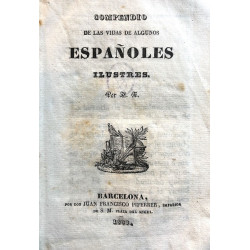 COMPENDIO
DE LAS VIDAS DE ALGUNOS
ESPAÑOLES
ILUSTRES.
Por D.
BARCELONA,
POR DON JUAN FRANCISCO PIFERRER, IMPRESOR
DE S. M. PLAZA DEL ANGEL.